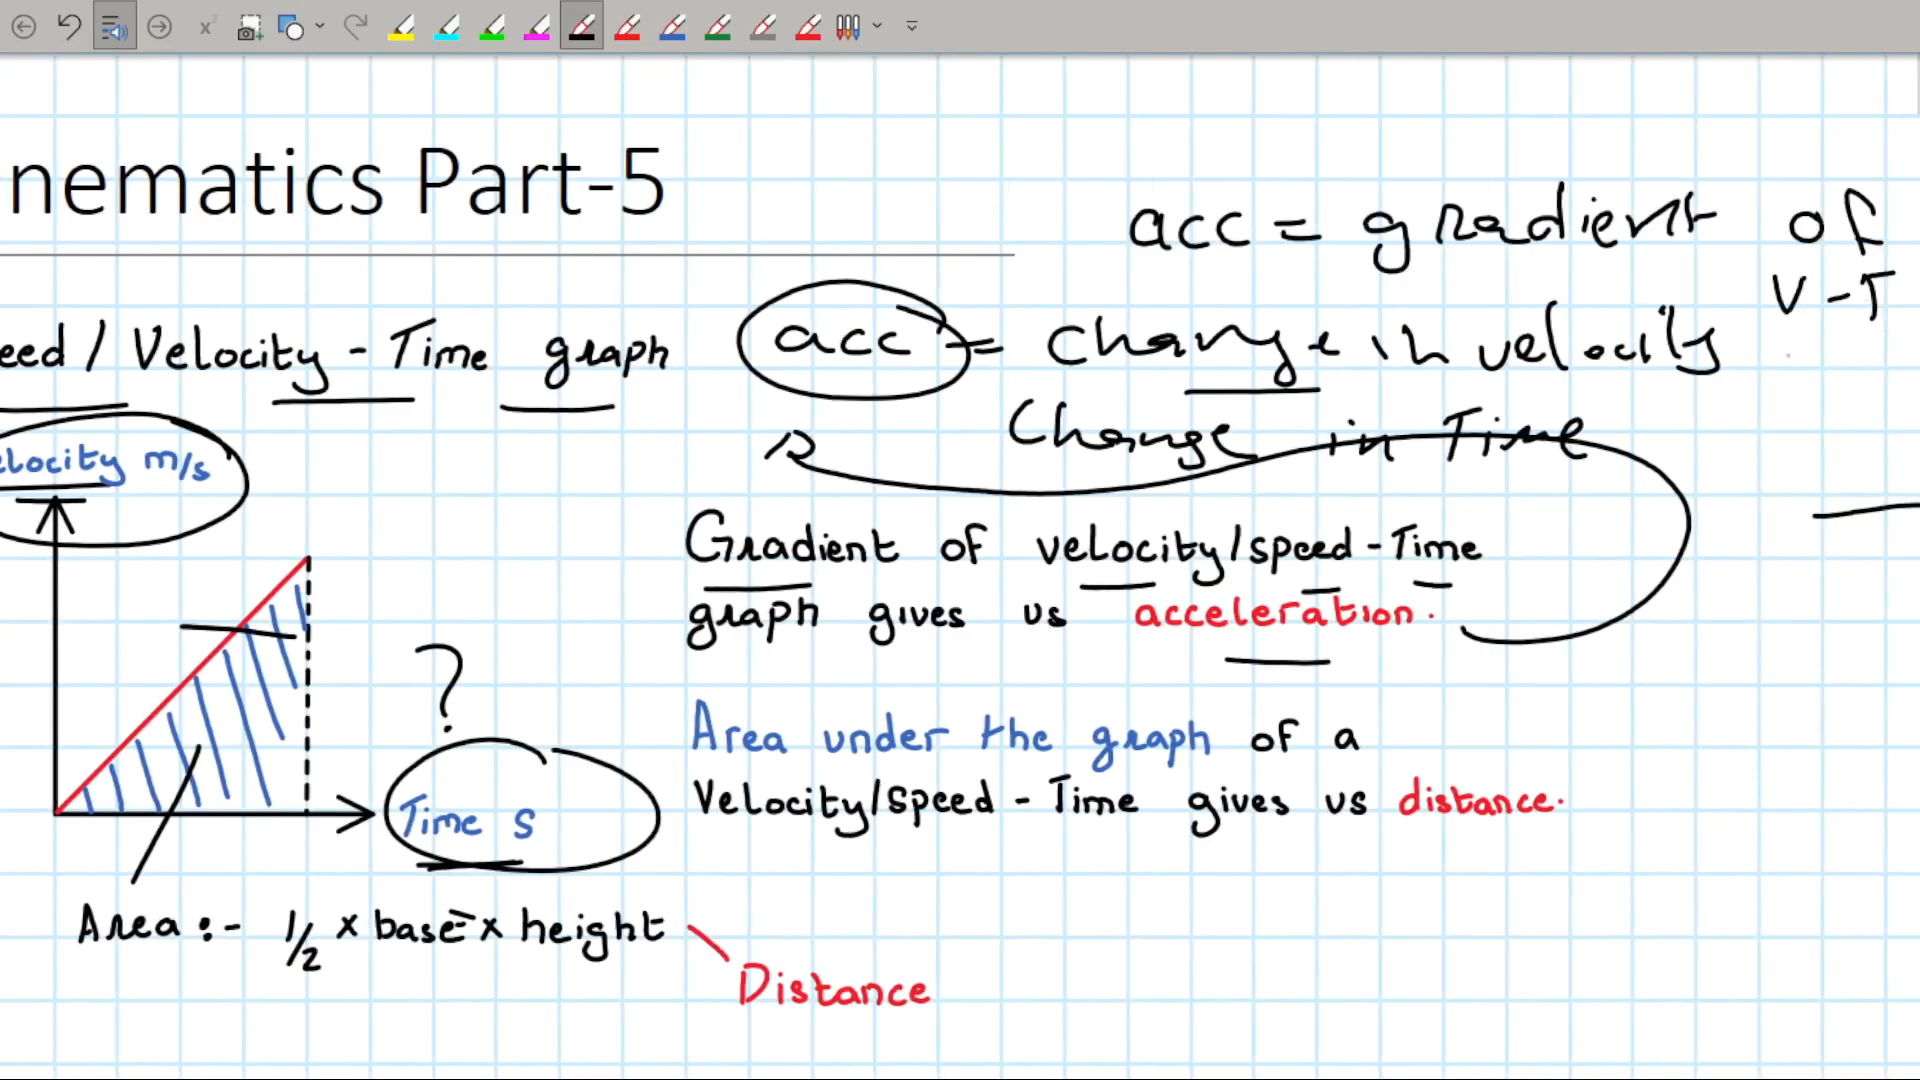 nematics Part-5
acc = gradient of
V-T
eed / Velocity - Time graph
acc = change in velocity
change in Time
elocity m/s
Gradient of velocity/speed-Time
graph gives us acceleration.
?
Area under the graph of a
Velocity/speed - Time gives us distance.
Time s
Area :- 1/2 x base x height
Distance